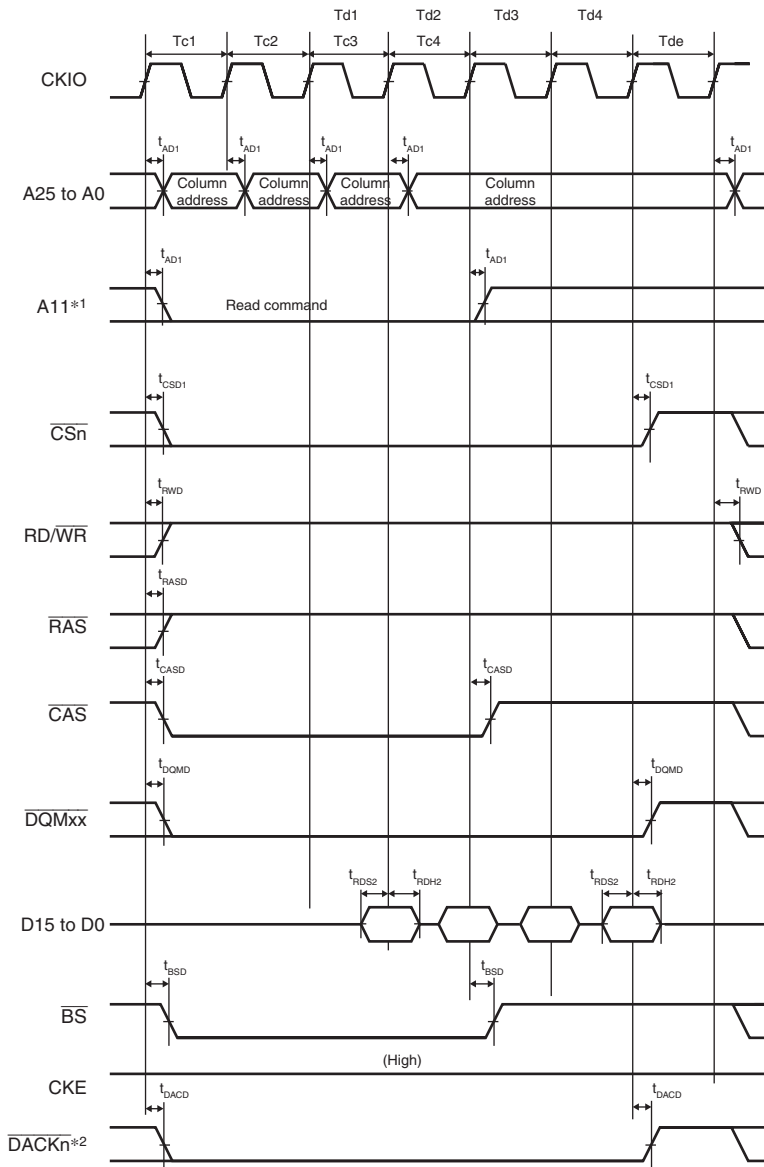 Td1 Td2 Td3 Td4
Tc1 Tc2 Tc3 Tc4 Tde
CKIO
tAD1 tAD1 tAD1 tAD1 tAD1
A25 to A0
Column address Column address Column address Column address
tAD1 tAD1
A11*1
Read command
tCSD1 tCSD1
CSn
tRWD tRWD
RD/WR
tRASD
RAS
tCASD tCASD
CAS
tDQMD tDQMD
DQMxx
tRDS2 tRDH2 tRDS2 tRDH2
D15 to D0
tBSD tBSD
BS
(High)
CKE
tDACD tDACD
DACKn*2